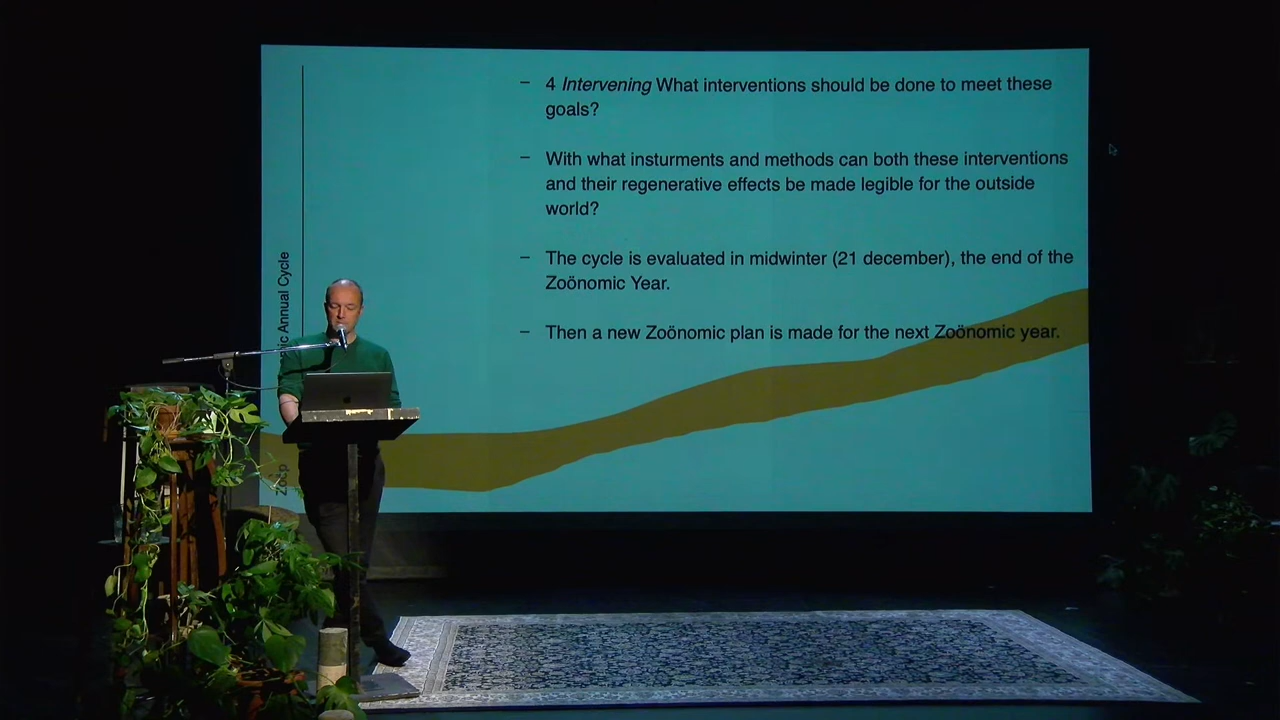 – 4 Intervening What interventions should be done to meet these
goals?
– With what insturments and methods can both these interventions
and their regenerative effects be made legible for the outside
world?
– The cycle is evaluated in midwinter (21 december), the end of the
Zoönomic Year.
– Then a new Zoönomic plan is made for the next Zoönomic year.
Annual Cycle
Zoöp